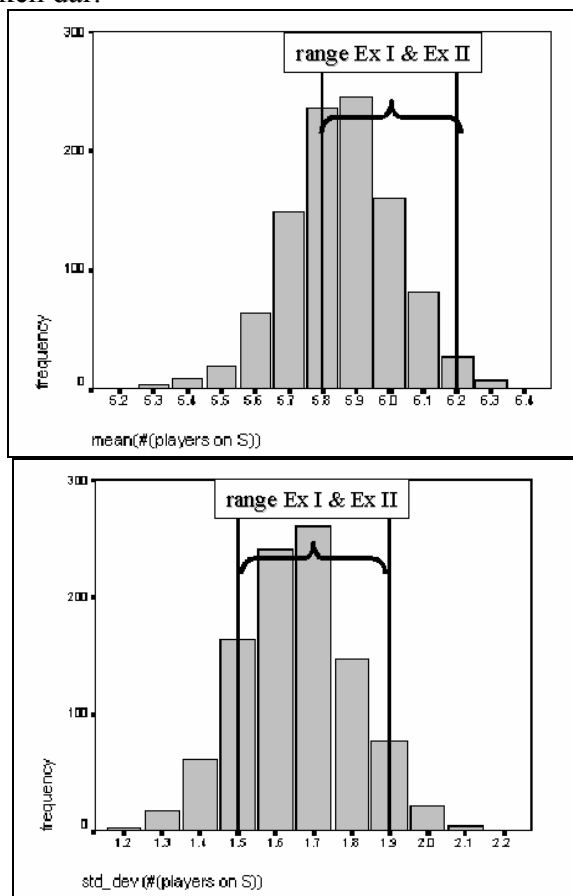 300
range Ex I & Ex II
200
100
0
frequency
5.2 5.3 5.4 5.5 5.6 5.7 5.8 5.9 6.0 6.1 6.2 6.3 6.4
mean(#(players on S))
300
range Ex I & Ex II
200
100
0
frequency
1.2 1.3 1.4 1.5 1.6 1.7 1.8 1.9 2.0 2.1 2.2
std_dev(#(players on S))